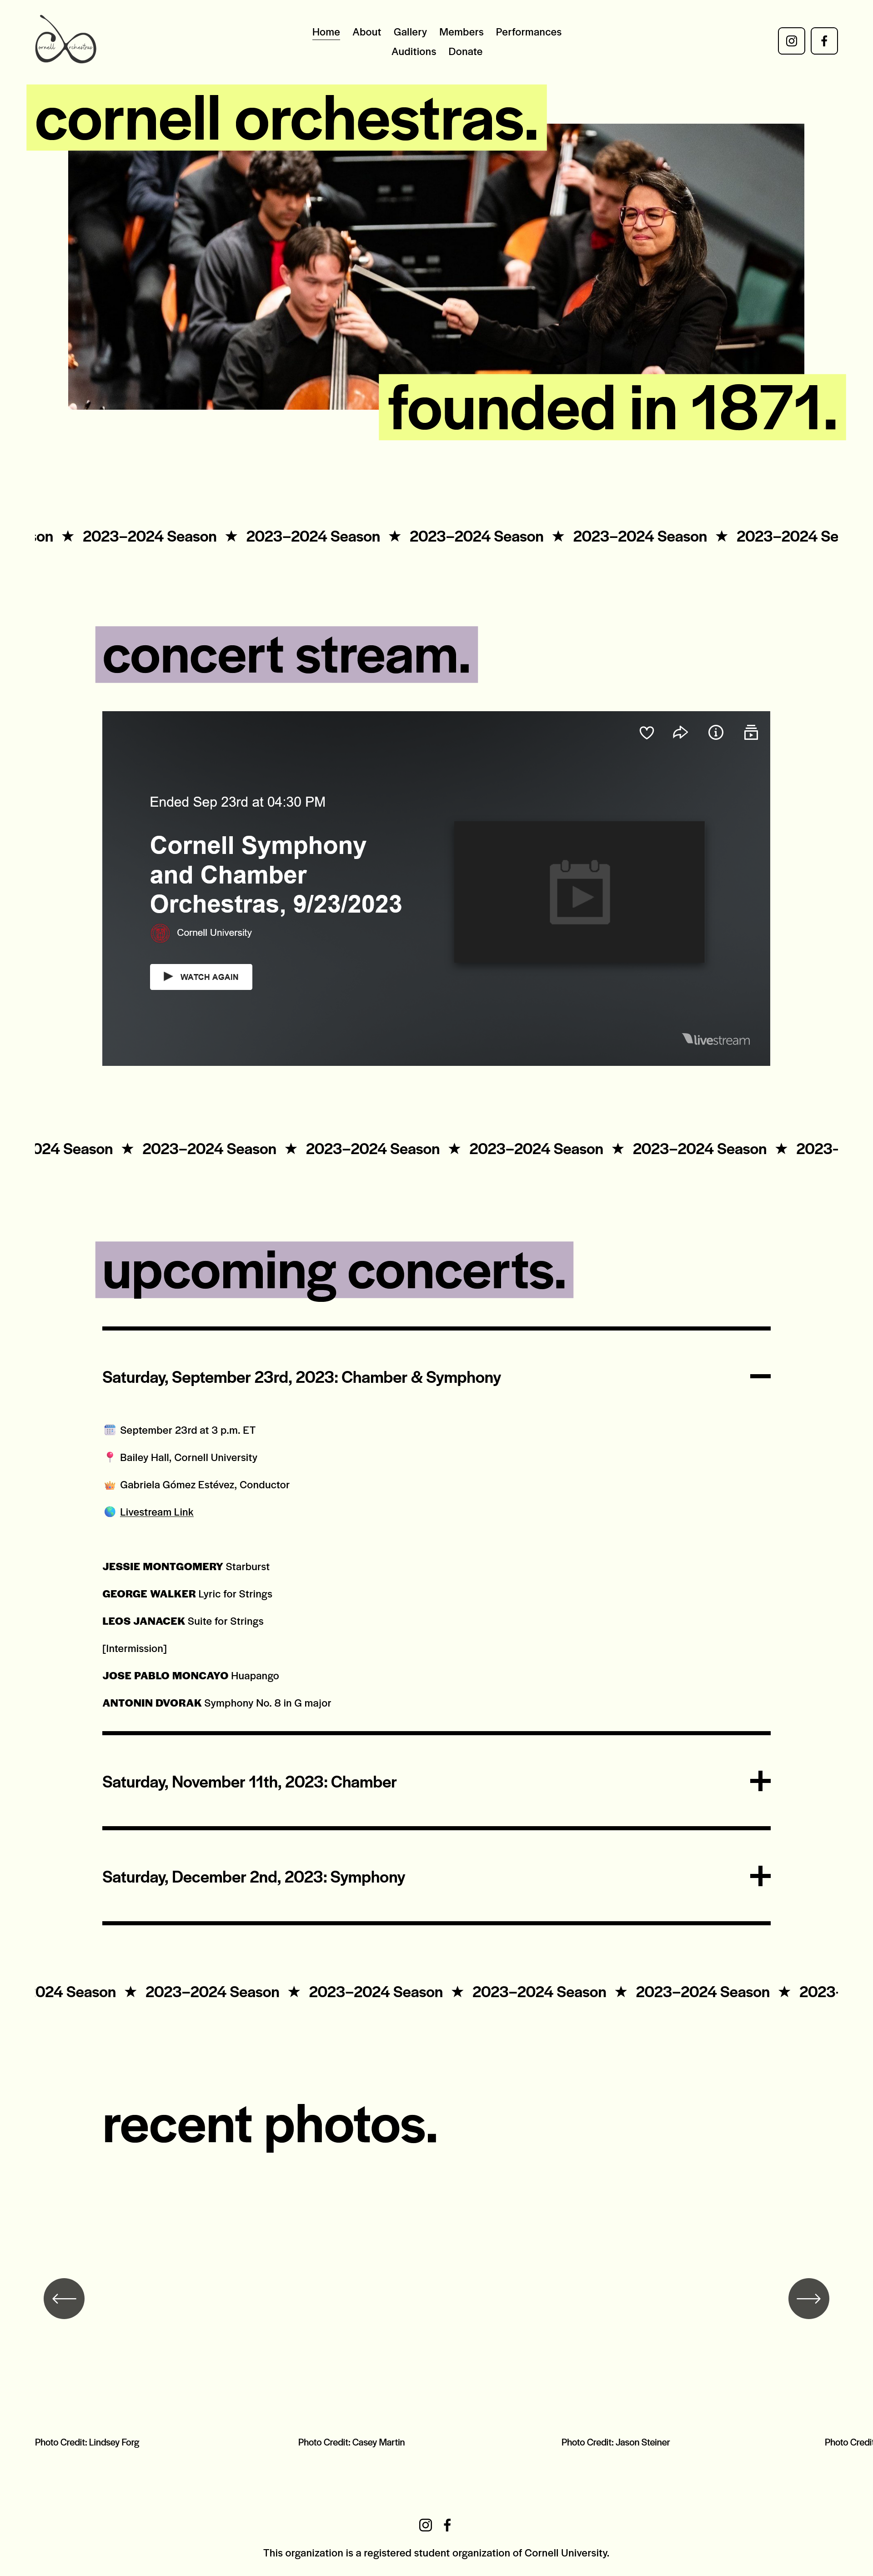 ornell rchestras
Home About Gallery Members Performances
Auditions Donate
cornell orchestras.
founded in 1871.
son ★ 2023–2024 Season ★ 2023–2024 Season ★ 2023–2024 Season ★ 2023–2024 Season ★ 2023–2024 Se
concert stream.
Ended Sep 23rd at 04:30 PM
Cornell Symphony
and Chamber
Orchestras, 9/23/2023
Cornell University
WATCH AGAIN
livestream
024 Season ★ 2023–2024 Season ★ 2023–2024 Season ★ 2023–2024 Season ★ 2023–2024 Season ★ 2023-
upcoming concerts.
Saturday, September 23rd, 2023: Chamber & Symphony
September 23rd at 3 p.m. ET
Bailey Hall, Cornell University
Gabriela Gómez Estévez, Conductor
Livestream Link
JESSIE MONTGOMERY Starburst
GEORGE WALKER Lyric for Strings
LEOS JANACEK Suite for Strings
[Intermission]
JOSE PABLO MONCAYO Huapango
ANTONIN DVORAK Symphony No. 8 in G major
Saturday, November 11th, 2023: Chamber
Saturday, December 2nd, 2023: Symphony
024 Season ★ 2023–2024 Season ★ 2023–2024 Season ★ 2023–2024 Season ★ 2023–2024 Season ★ 2023-
recent photos.
Photo Credit: Lindsey Forg
Photo Credit: Casey Martin
Photo Credit: Jason Steiner
Photo Credit
This organization is a registered student organization of Cornell University.